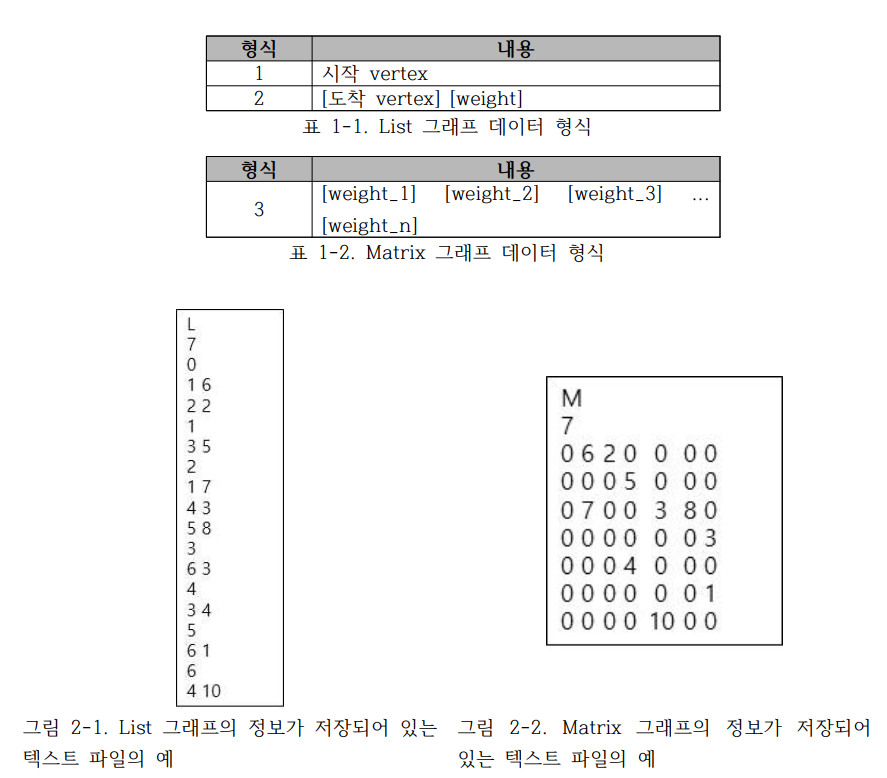 형식 내용
1 시작 vertex
2 [도착 vertex] [weight]
표 1-1. List 그래프 데이터 형식
형식 내용
3 [weight_1] [weight_2] [weight_3] ...
[weight_n]
표 1-2. Matrix 그래프 데이터 형식
L
7
0
1 6
2 2
1
3 5
2
1 7
4 3
5 8
3
6 3
4
3 4
5
6 1
6
4 10
그림 2-1. List 그래프의 정보가 저장되어 있는
텍스트 파일의 예
M
7
0 6 2 0 0 0 0
0 0 0 5 0 0 0
0 7 0 0 3 8 0
0 0 0 0 0 0 3
0 0 0 4 0 0 0
0 0 0 0 0 0 1
0 0 0 0 10 0 0
그림 2-2. Matrix 그래프의 정보가 저장되어
있는 텍스트 파일의 예